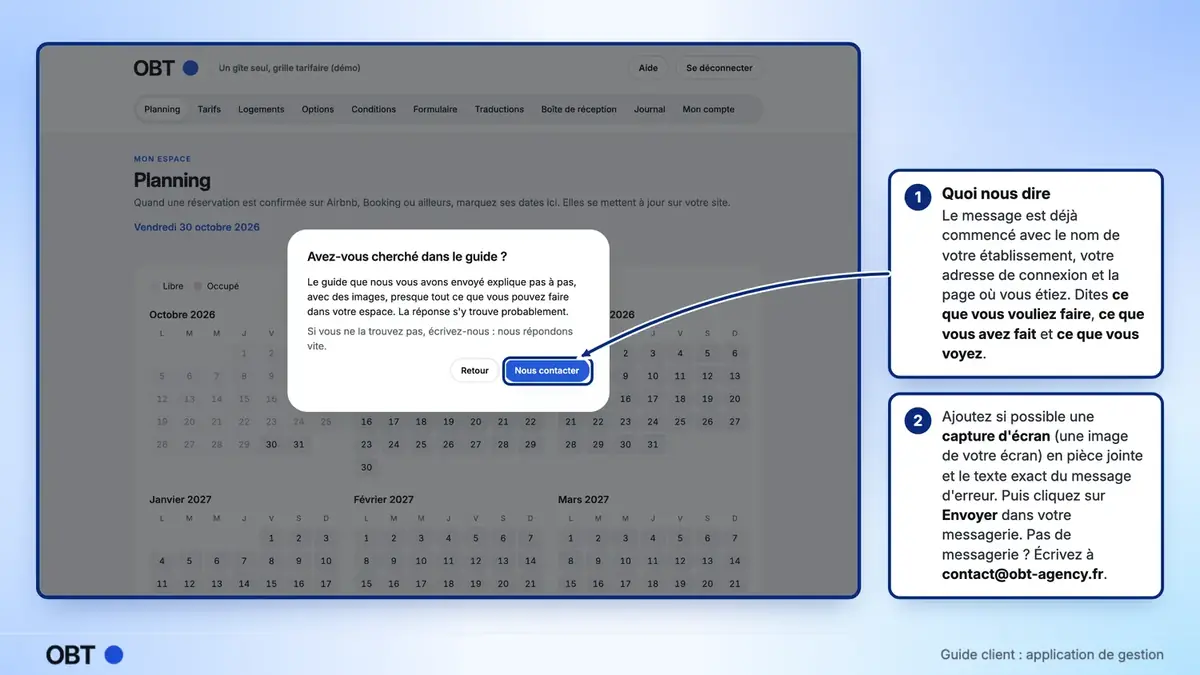 OBT
Un gîte seul, grille tarifaire (démo)
Aide
Se déconnecter
Planning
Tarifs
Logements
Options
Conditions
Formulaire
Traductions
Boîte de réception
Journal
Mon compte
MON ESPACE
Planning
Quand une réservation est confirmée sur Airbnb, Booking ou ailleurs, marquez ses dates ici. Elles se mettent à jour sur votre site.
Vendredi 30 octobre 2026
Libre
Occupé
Octobre 2026
L M M J V
1 2
5 6 7 8 9
12 13 14 15 16
19 20 21 22 23 24 25
26 27 28 29 30 31
16 17 18 19 20 21 22
23 24 25 26 27 28 29
30
2026
J V S D
2 3 4 5 6
9 10 11 12 13
16 17 18 19 20
21 22 23 24 25 26 27
28 29 30 31
Avez-vous cherché dans le guide ?
Le guide que nous vous avons envoyé explique pas à pas,
avec des images, presque tout ce que vous pouvez faire
dans votre espace. La réponse s'y trouve probablement.
Si vous ne la trouvez pas, écrivez-nous : nous répondons
vite.
Retour
Nous contacter
Janvier 2027
L M M J V S D
1 2 3
4 5 6 7 8 9 10
11 12 13 14 15 16 17
Février 2027
L M M J V S D
1 2 3 4 5 6 7
8 9 10 11 12 13 14
15 16 17 18 19 20 21
Mars 2027
L M M J V S D
1 2 3 4 5 6 7
8 9 10 11 12 13 14
15 16 17 18 19 20 21
1
Quoi nous dire
Le message est déjà
commencé avec le nom de
votre établissement, votre
adresse de connexion et la
page où vous étiez. Dites ce
que vous vouliez faire, ce que
vous avez fait et ce que vous
voyez.
2
Ajoutez si possible une
capture d'écran (une image
de votre écran) en pièce jointe
et le texte exact du message
d'erreur. Puis cliquez sur
Envoyer dans votre
messagerie. Pas de
messagerie ? Écrivez à
contact@obt-agency.fr.
OBT
Guide client : application de gestion